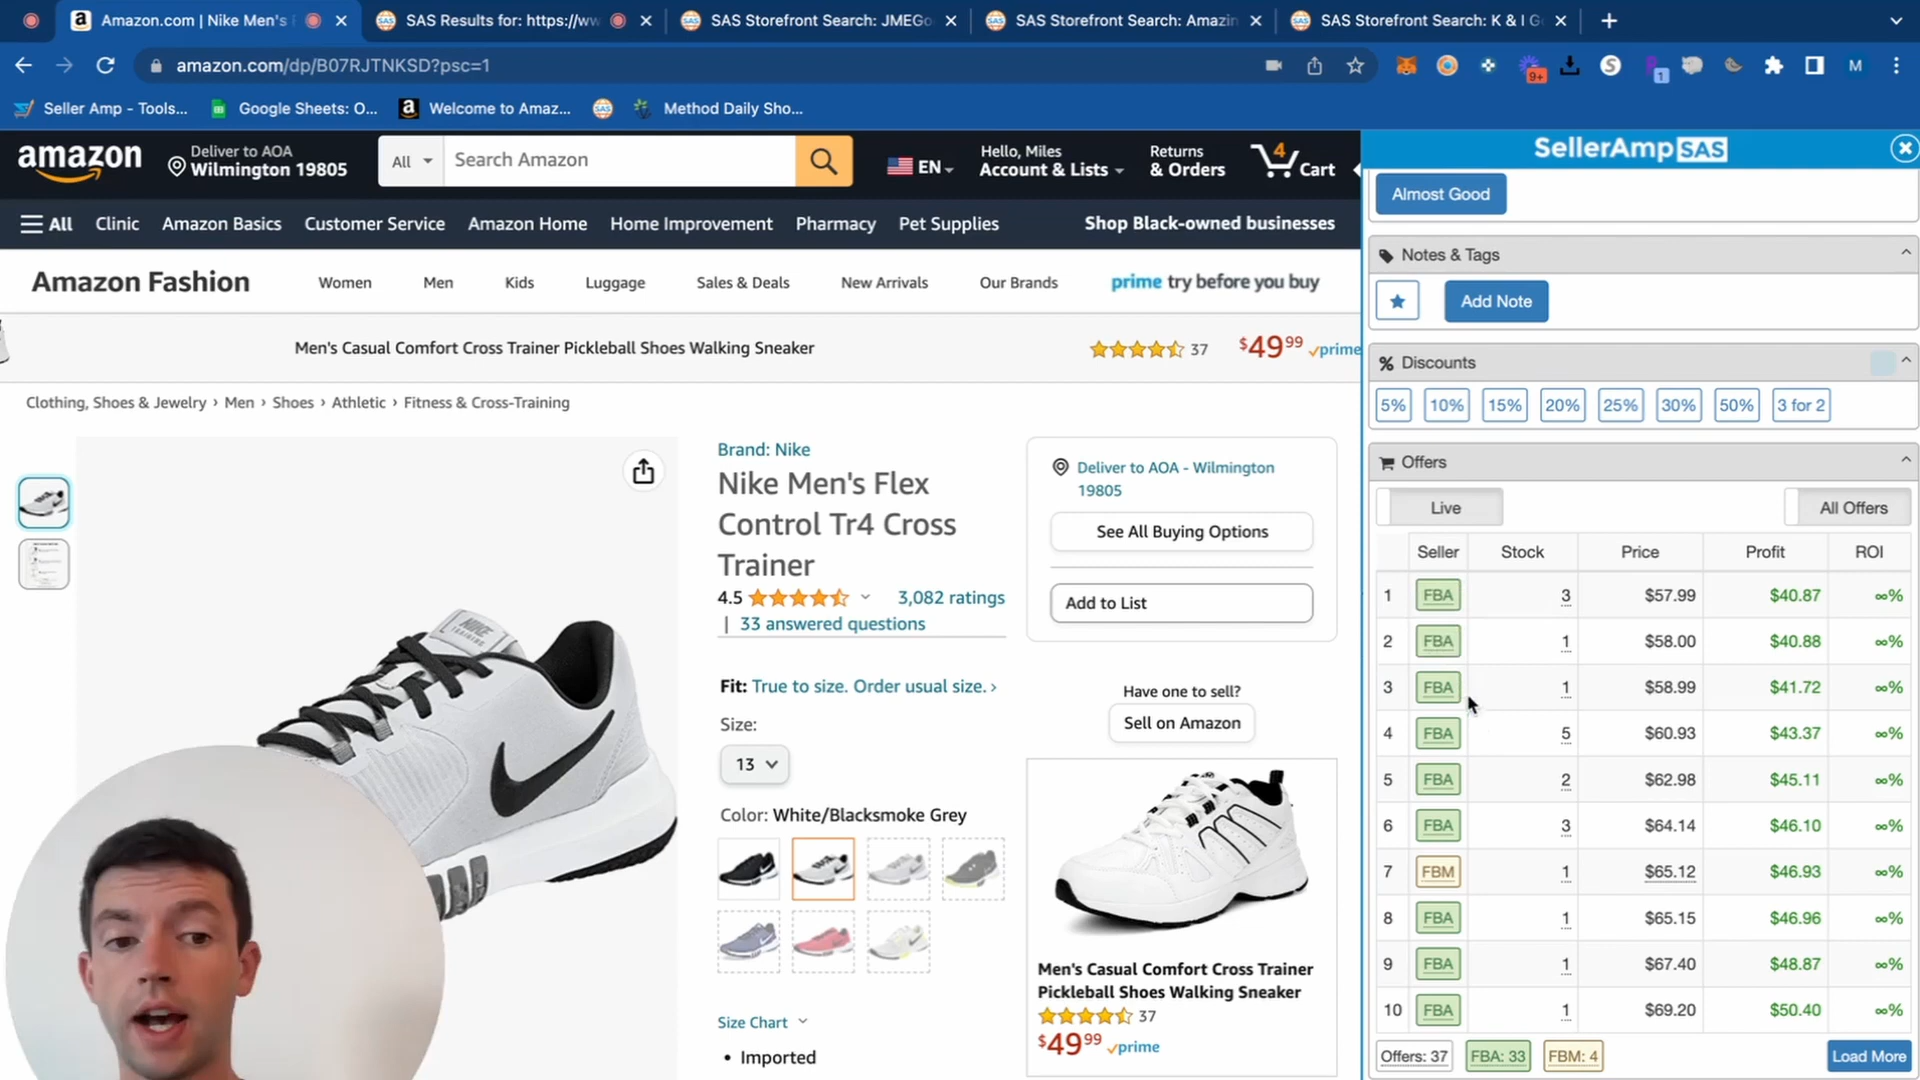 Amazon.com | Nike Men's
SAS Results for: https://ww
SAS Storefront Search: JMEGo
SAS Storefront Search: Amazin
SAS Storefront Search: K & I G
amazon.com/dp/B07RJTNKSD?psc=1
9+
1
M
Seller Amp - Tools...
Google Sheets: O...
Welcome to Amaz...
Method Daily Sho...
amazon
Deliver to AOA
Wilmington 19805
All
Search Amazon
EN
Hello, Miles
Account & Lists
Returns
& Orders
4
Cart
All
Clinic
Amazon Basics
Customer Service
Amazon Home
Home Improvement
Pharmacy
Pet Supplies
Shop Black-owned businesses
Amazon Fashion
Women
Men
Kids
Luggage
Sales & Deals
New Arrivals
Our Brands
prime try before you buy
Men's Casual Comfort Cross Trainer Pickleball Shoes Walking Sneaker
37
$49 99
prime
Clothing, Shoes & Jewelry › Men › Shoes › Athletic › Fitness & Cross-Training
NIKE
TRAINING
Brand: Nike
Nike Men's Flex
Control Tr4 Cross
Trainer
4.5
3,082 ratings
| 33 answered questions
Fit: True to size. Order usual size. ›
Size:
13
Color: White/Blacksmoke Grey
Size Chart
• Imported
Deliver to AOA - Wilmington
19805
See All Buying Options
Add to List
Have one to sell?
Sell on Amazon
Men's Casual Comfort Cross Trainer
Pickleball Shoes Walking Sneaker
37
$49 99 prime
SellerAmp SAS
Almost Good
Notes & Tags
Add Note
% Discounts
5% 10% 15% 20% 25% 30% 50% 3 for 2
Offers
Live
All Offers
Seller Stock Price Profit ROI
1 FBA 3 $57.99 $40.87 ∞%
2 FBA 1 $58.00 $40.88 ∞%
3 FBA 1 $58.99 $41.72 ∞%
4 FBA 5 $60.93 $43.37 ∞%
5 FBA 2 $62.98 $45.11 ∞%
6 FBA 3 $64.14 $46.10 ∞%
7 FBM 1 $65.12 $46.93 ∞%
8 FBA 1 $65.15 $46.96 ∞%
9 FBA 1 $67.40 $48.87 ∞%
10 FBA 1 $69.20 $50.40 ∞%
Offers: 37
FBA: 33
FBM: 4
Load More